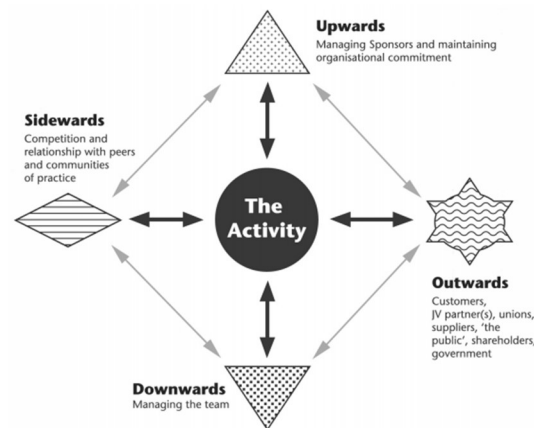 Upwards
Managing Sponsors and maintaining
organisational commitment
Sidewards
Competition and
relationship with peers
and communities
of practice
The
Activity
Outwards
Customers,
JV partner(s), unions,
suppliers, ‘the
public’, shareholders,
government
Downwards
Managing the team